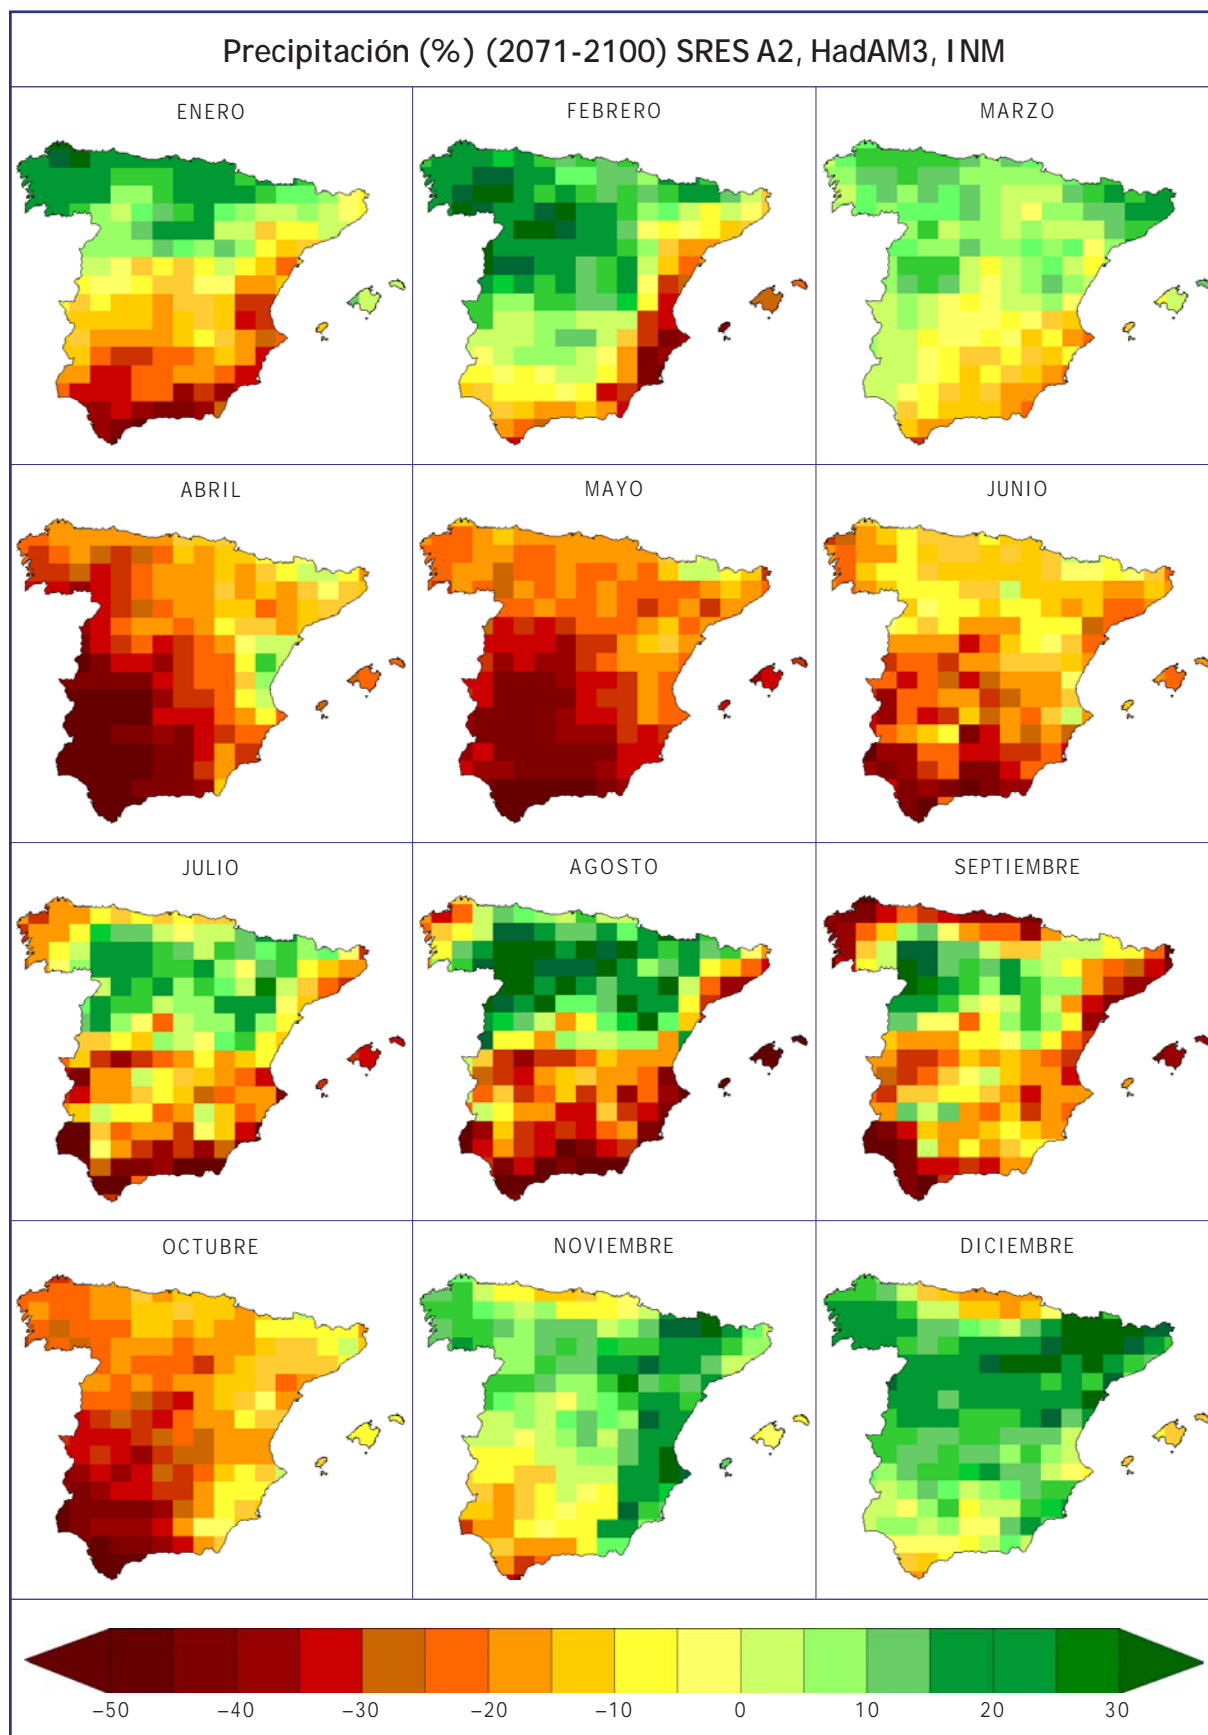 Precipitación (%) (2071-2100) SRES A2, HadAM3, INM
ENERO
FEBRERO
MARZO
ABRIL
MAYO
JUNIO
JULIO
AGOSTO
SEPTIEMBRE
OCTUBRE
NOVIEMBRE
DICIEMBRE
−50 −40 −30 −20 −10 0 10 20 30